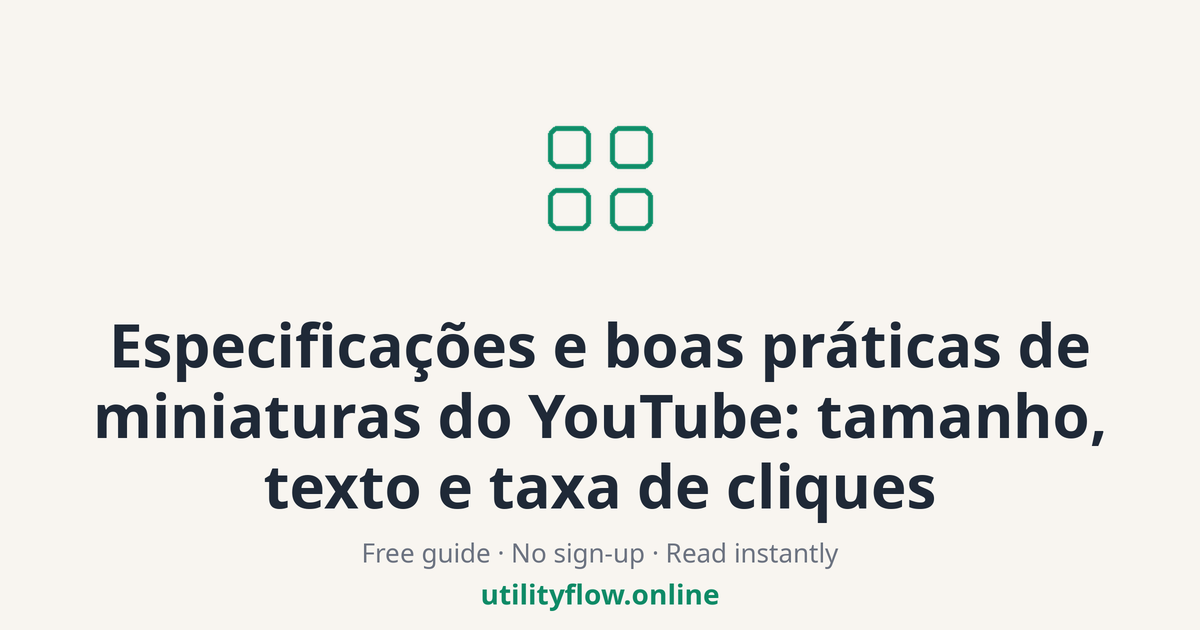 Especificações e boas práticas de
miniaturas do YouTube: tamanho,
texto e taxa de cliques
Free guide · No sign-up · Read instantly
utilityflow.online